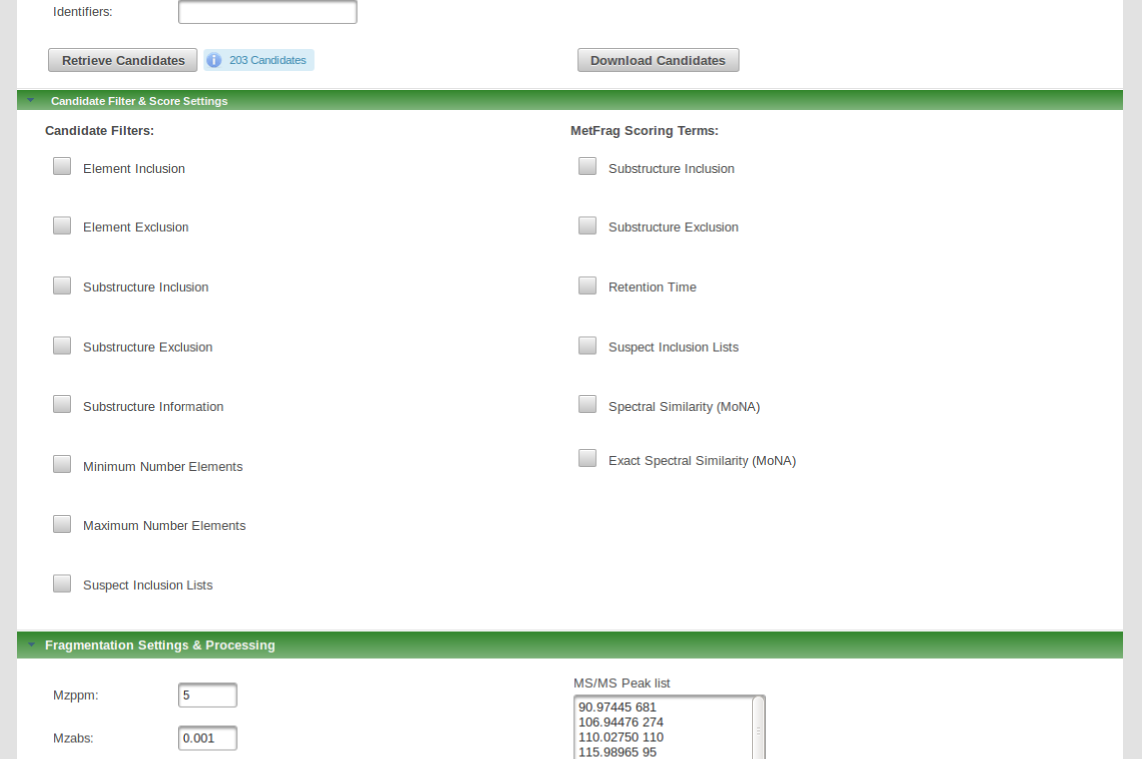 Identifiers:
Retrieve Candidates
203 Candidates
Download Candidates
Candidate Filter & Score Settings
Candidate Filters:
MetFrag Scoring Terms:
Element Inclusion
Substructure Inclusion
Element Exclusion
Substructure Exclusion
Substructure Inclusion
Retention Time
Substructure Exclusion
Suspect Inclusion Lists
Substructure Information
Spectral Similarity (MoNA)
Minimum Number Elements
Exact Spectral Similarity (MoNA)
Maximum Number Elements
Suspect Inclusion Lists
Fragmentation Settings & Processing
Mzppm:
5
Mzabs:
0.001
MS/MS Peak list
90.97445 681
106.94476 274
110.02750 110
115.98965 95